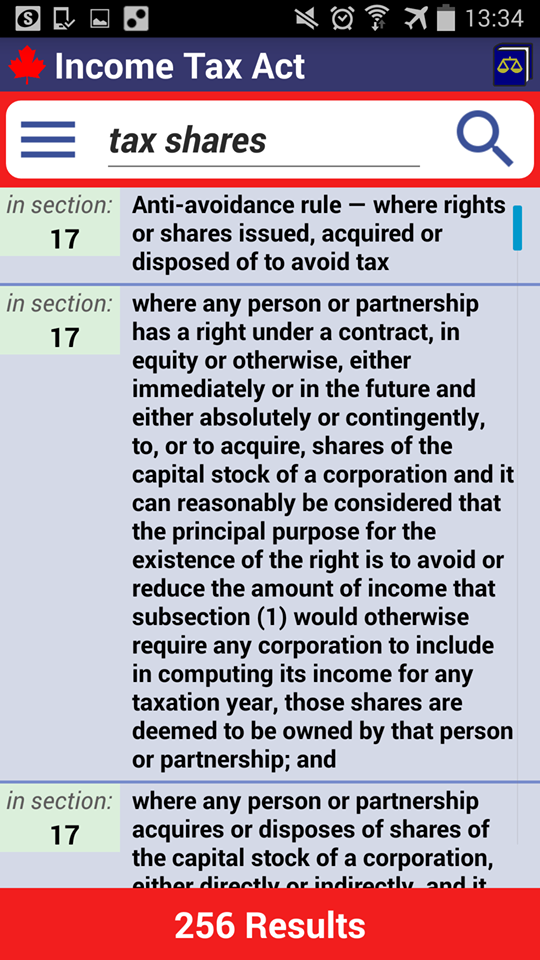 13:34
Income Tax Act
tax shares
in section:
17
Anti-avoidance rule — where rights
or shares issued, acquired or
disposed of to avoid tax
in section:
17
where any person or partnership
has a right under a contract, in
equity or otherwise, either
immediately or in the future and
either absolutely or contingently,
to, or to acquire, shares of the
capital stock of a corporation and it
can reasonably be considered that
the principal purpose for the
existence of the right is to avoid or
reduce the amount of income that
subsection (1) would otherwise
require any corporation to include
in computing its income for any
taxation year, those shares are
deemed to be owned by that person
or partnership; and
in section:
17
where any person or partnership
acquires or disposes of shares of
the capital stock of a corporation,
either directly or indirectly, and it
256 Results